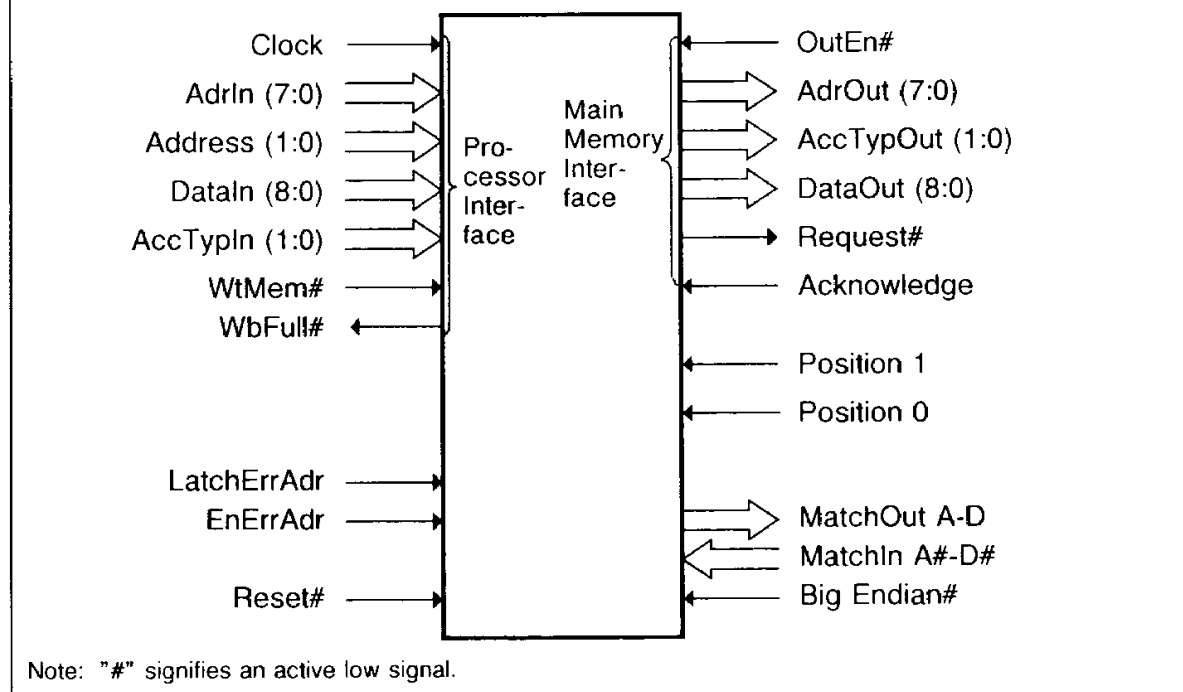 Clock
AdrIn (7:0)
Address (1:0)
DataIn (8:0)
AccTypIn (1:0)
WtMem#
WbFull#
LatchErrAdr
EnErrAdr
Reset#
Pro-
cessor
Inter-
face
Main
Memory
Inter-
face
OutEn#
AdrOut (7:0)
AccTypOut (1:0)
DataOut (8:0)
Request#
Acknowledge
Position 1
Position 0
MatchOut A-D
MatchIn A#-D#
Big Endian#
Note: "#" signifies an active low signal.